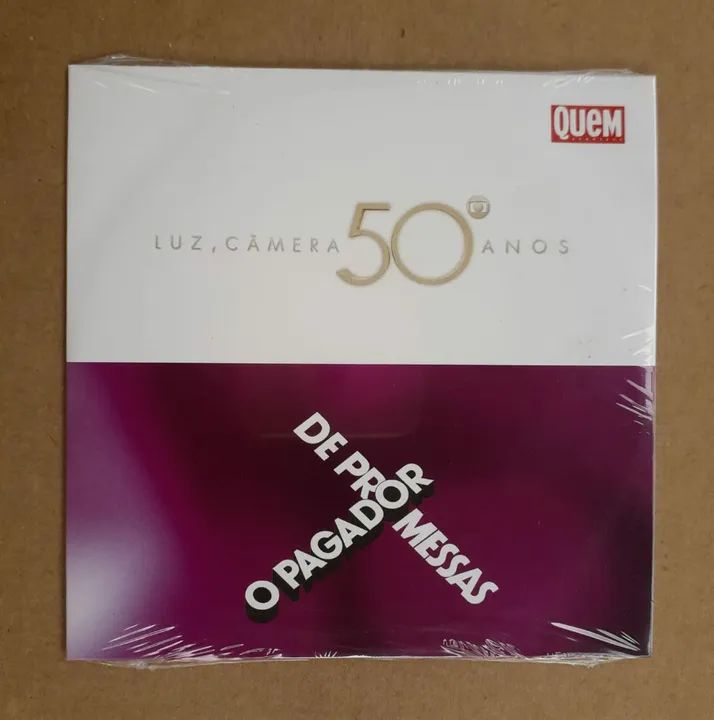 QUEM
LUZ, CÂMERA 50 ANOS
O PAGADOR
DE PROMESSAS